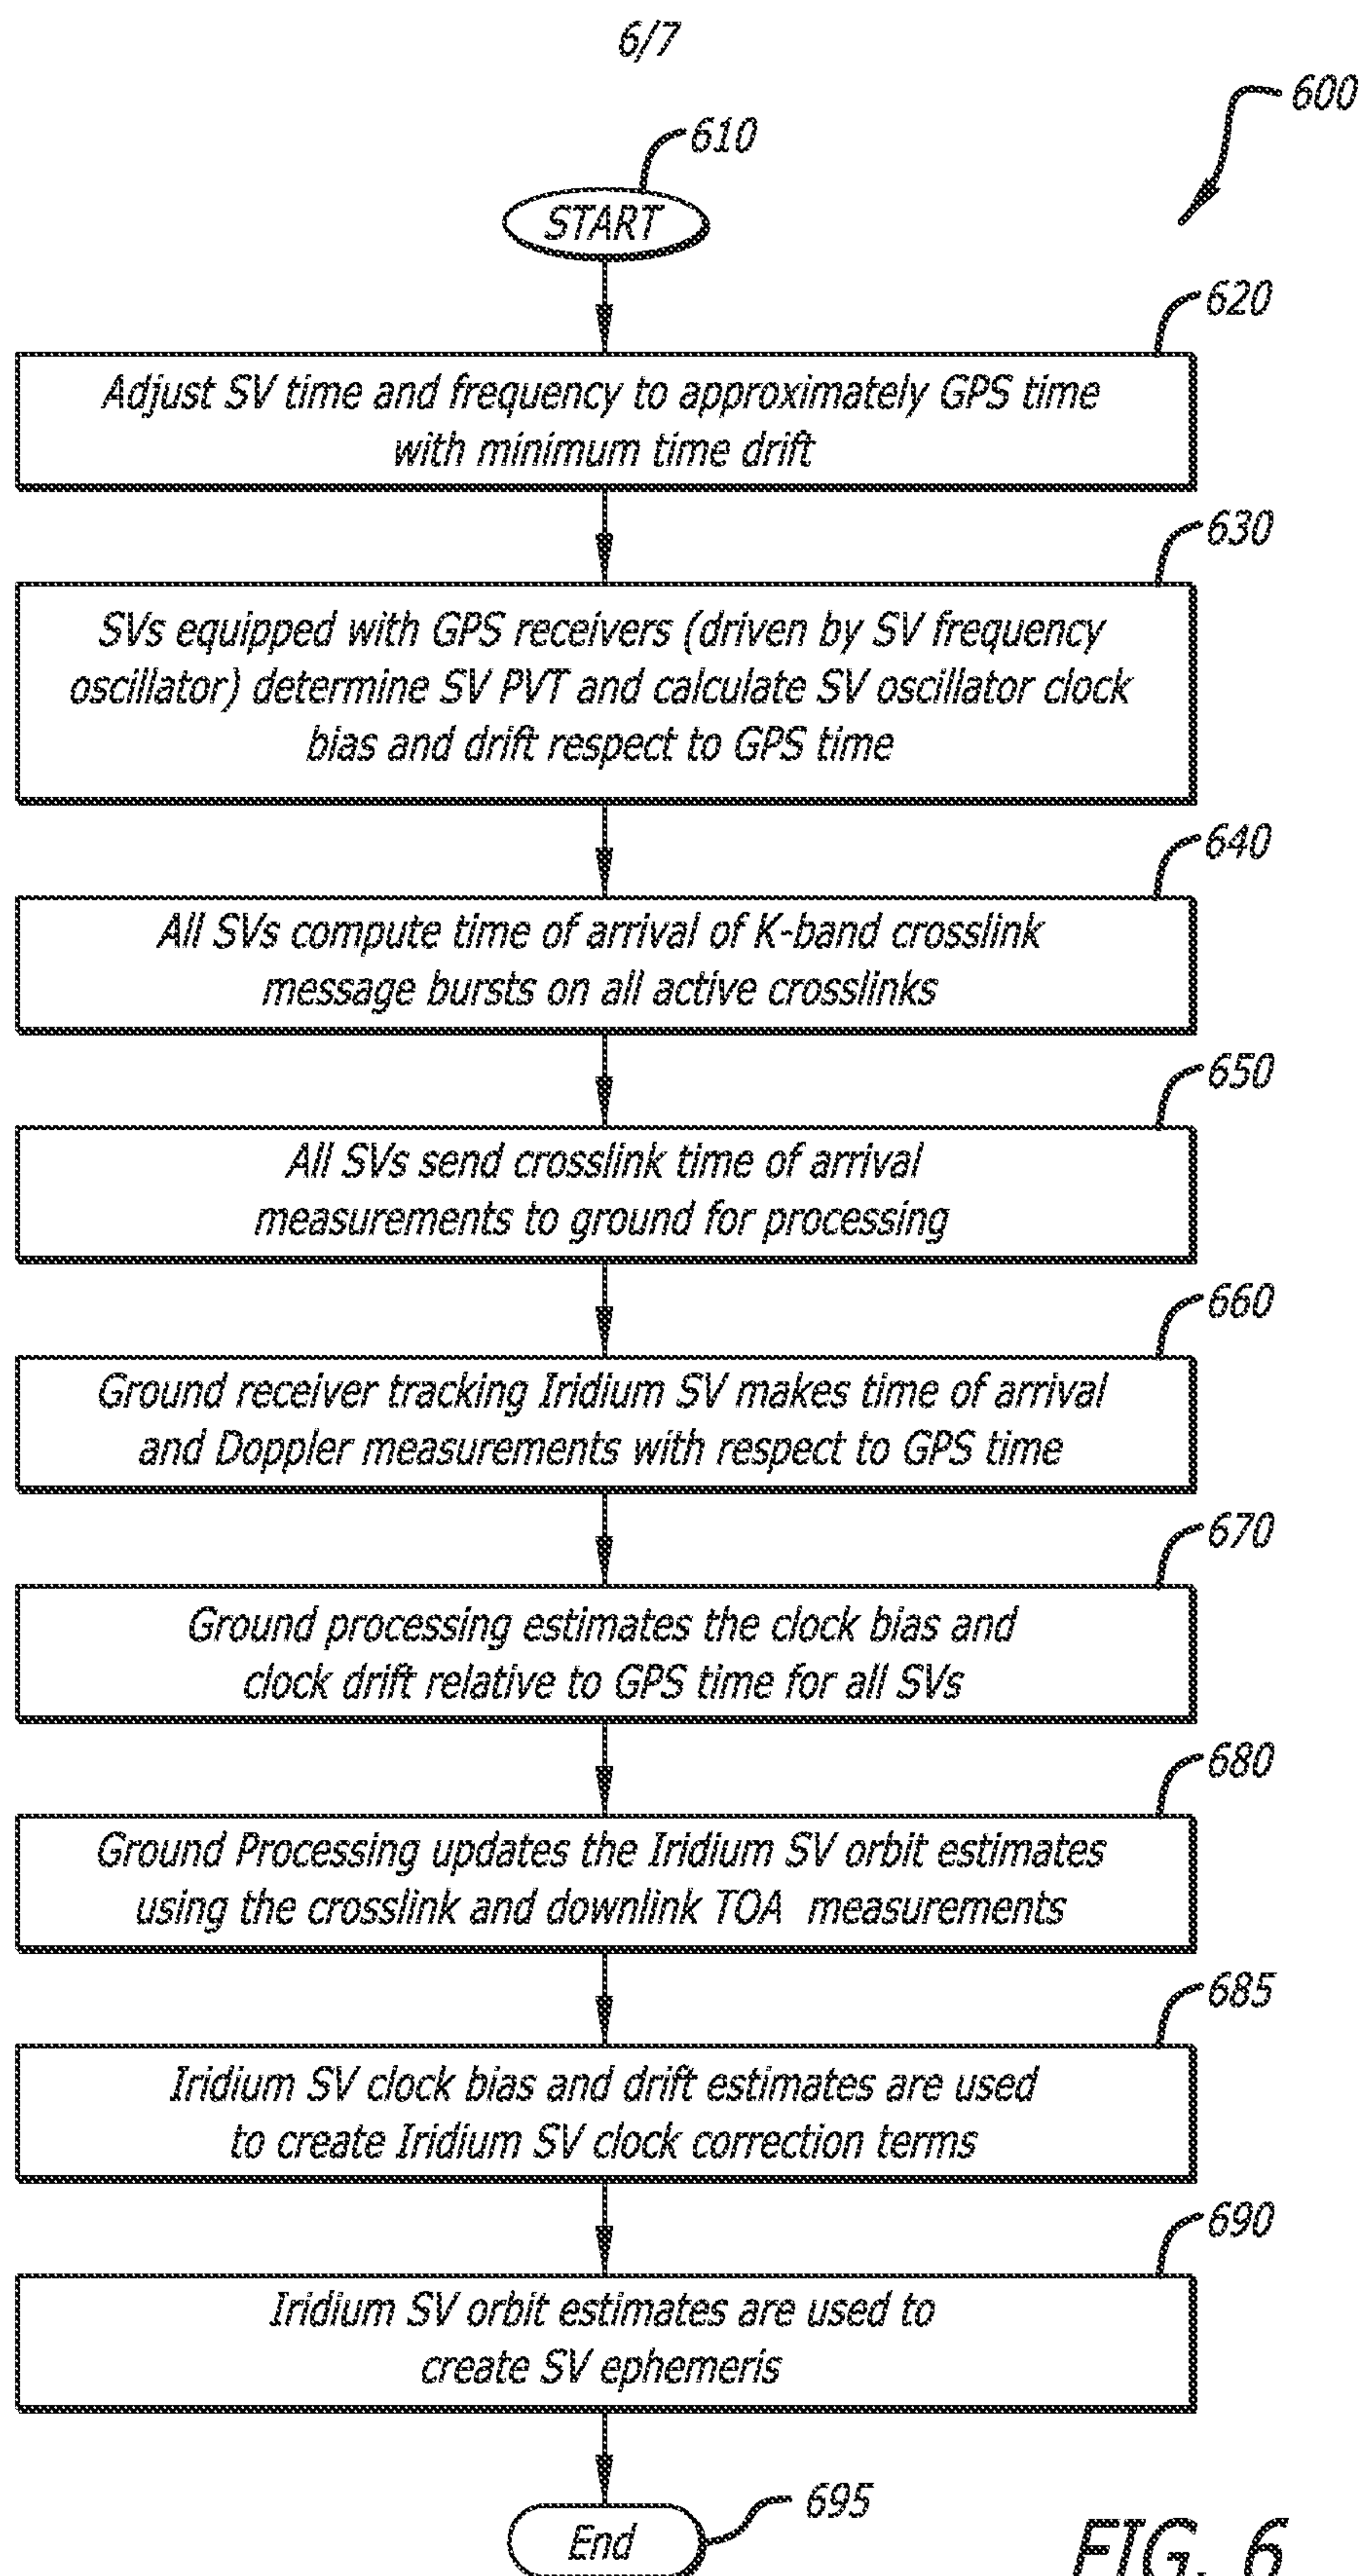 6/7
600
610
START
620
Adjust SV time and frequency to approximately GPS time
with minimum time drift
630
SVs equipped with GPS receivers (driven by SV frequency
oscillator) determine SV PVT and calculate SV oscillator clock
bias and drift respect to GPS time
640
All SVs compute time of arrival of K-band crosslink
message bursts on all active crosslinks
650
All SVs send crosslink time of arrival
measurements to ground for processing
660
Ground receiver tracking Iridium SV makes time of arrival
and Doppler measurements with respect to GPS time
670
Ground processing estimates the clock bias and
clock drift relative to GPS time for all SVs
680
Ground Processing updates the Iridium SV orbit estimates
using the crosslink and downlink TOA measurements
685
Iridium SV clock bias and drift estimates are used
to create Iridium SV clock correction terms
690
Iridium SV orbit estimates are used to
create SV ephemeris
695
End
FIG. 6